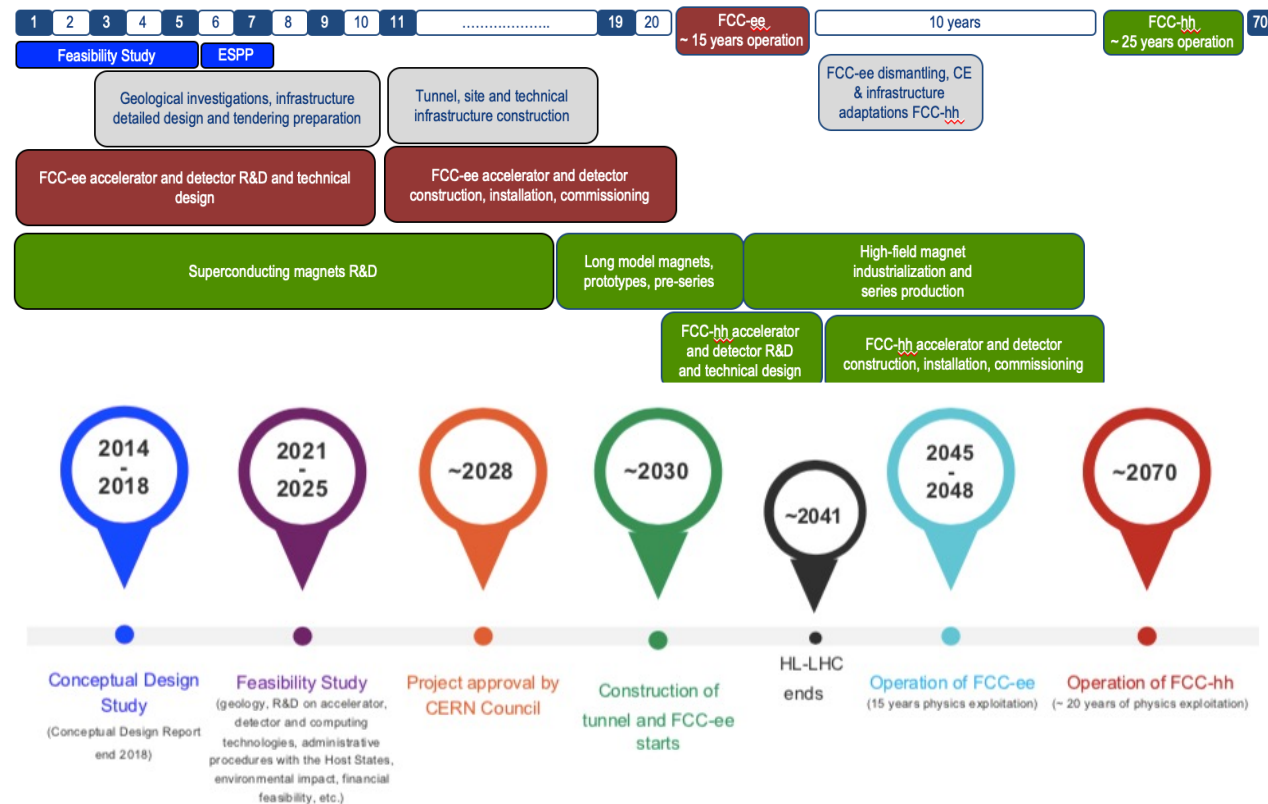 1 2 3 4 5 6 7 8 9 10 11 ...................... 19 20
FCC-ee
~ 15 years operation
10 years
FCC-hh
~ 25 years operation
70
Feasibility Study
ESPP
Geological investigations, infrastructure
detailed design and tendering preparation
Tunnel, site and technical
infrastructure construction
FCC-ee dismantling, CE
& infrastructure
adaptations FCC-hh
FCC-ee accelerator and detector R&D and technical
design
FCC-ee accelerator and detector
construction, installation, commissioning
Superconducting magnets R&D
Long model magnets,
prototypes, pre-series
High-field magnet
industrialization and
series production
FCC-hh accelerator
and detector R&D
and technical design
FCC-hh accelerator and detector
construction, installation, commissioning
2014
-
2018
2021
-
2025
~2028
~2030
~2041
2045
-
2048
~2070
Conceptual Design
Study
(Conceptual Design Report
end 2018)
Feasibility Study
(geology, R&D on accelerator,
detector and computing
technologies, administrative
procedures with the Host States,
environmental impact, financial
feasibility, etc.)
Project approval by
CERN Council
Construction of
tunnel and FCC-ee
starts
HL-LHC
ends
Operation of FCC-ee
(15 years physics exploitation)
Operation of FCC-hh
(~ 20 years of physics exploitation)